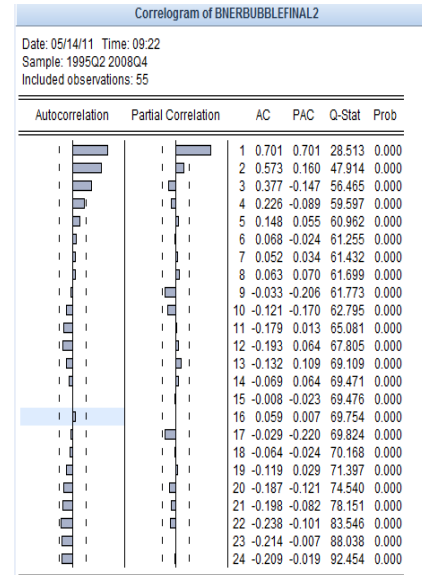 Correlogram of BNERBUBBLEFINAL2
Date: 05/14/11 Time: 09:22
Sample: 1995Q2 2008Q4
Included observations: 55
Autocorrelation Partial Correlation AC PAC Q-Stat Prob
1 0.701 0.701 28.513 0.000
2 0.573 0.160 47.914 0.000
3 0.377 -0.147 56.465 0.000
4 0.226 -0.089 59.597 0.000
5 0.148 0.055 60.962 0.000
6 0.068 -0.024 61.255 0.000
7 0.052 0.034 61.432 0.000
8 0.063 0.070 61.699 0.000
9 -0.033 -0.206 61.773 0.000
10 -0.121 -0.170 62.795 0.000
11 -0.179 0.013 65.081 0.000
12 -0.193 0.064 67.805 0.000
13 -0.132 0.109 69.109 0.000
14 -0.069 0.064 69.471 0.000
15 -0.008 -0.023 69.476 0.000
16 0.059 0.007 69.754 0.000
17 -0.029 -0.220 69.824 0.000
18 -0.064 -0.024 70.168 0.000
19 -0.119 0.029 71.397 0.000
20 -0.187 -0.121 74.540 0.000
21 -0.198 -0.082 78.151 0.000
22 -0.238 -0.101 83.546 0.000
23 -0.214 -0.007 88.038 0.000
24 -0.209 -0.019 92.454 0.000